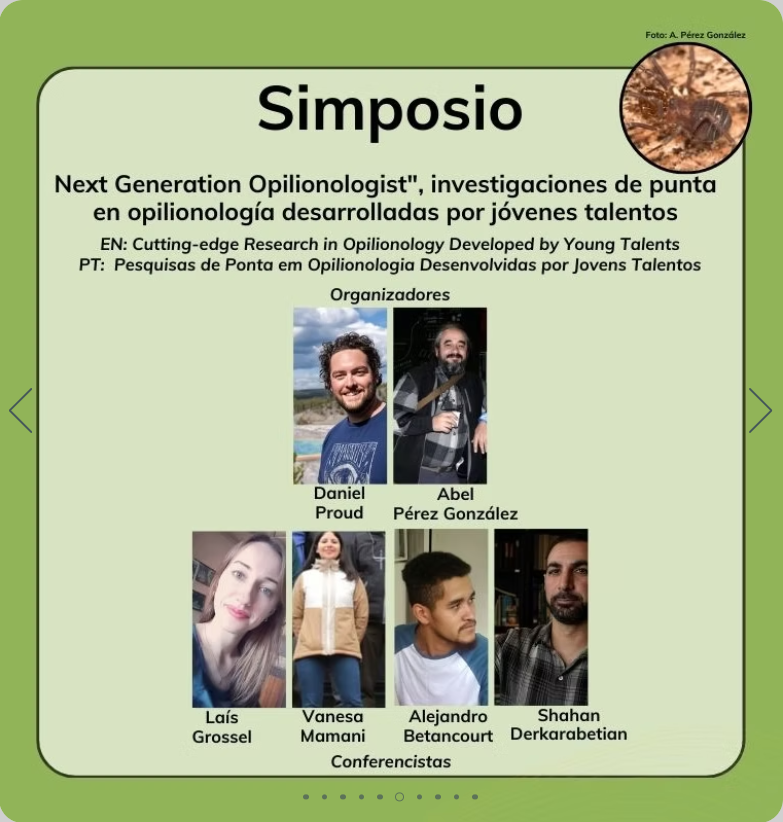 Foto: A. Pérez González
Simposio
Next Generation Opilionologist", investigaciones de punta
en opilionología desarrolladas por jóvenes talentos
EN: Cutting-edge Research in Opilionology Developed by Young Talents
PT: Pesquisas de Ponta em Opilionologia Desenvolvidas por Jovens Talentos
Organizadores
Daniel
Proud
Abel
Pérez González
Laís
Grossel
Vanesa
Mamani
Alejandro
Betancourt
Shahan
Derkarabetian
Conferencistas